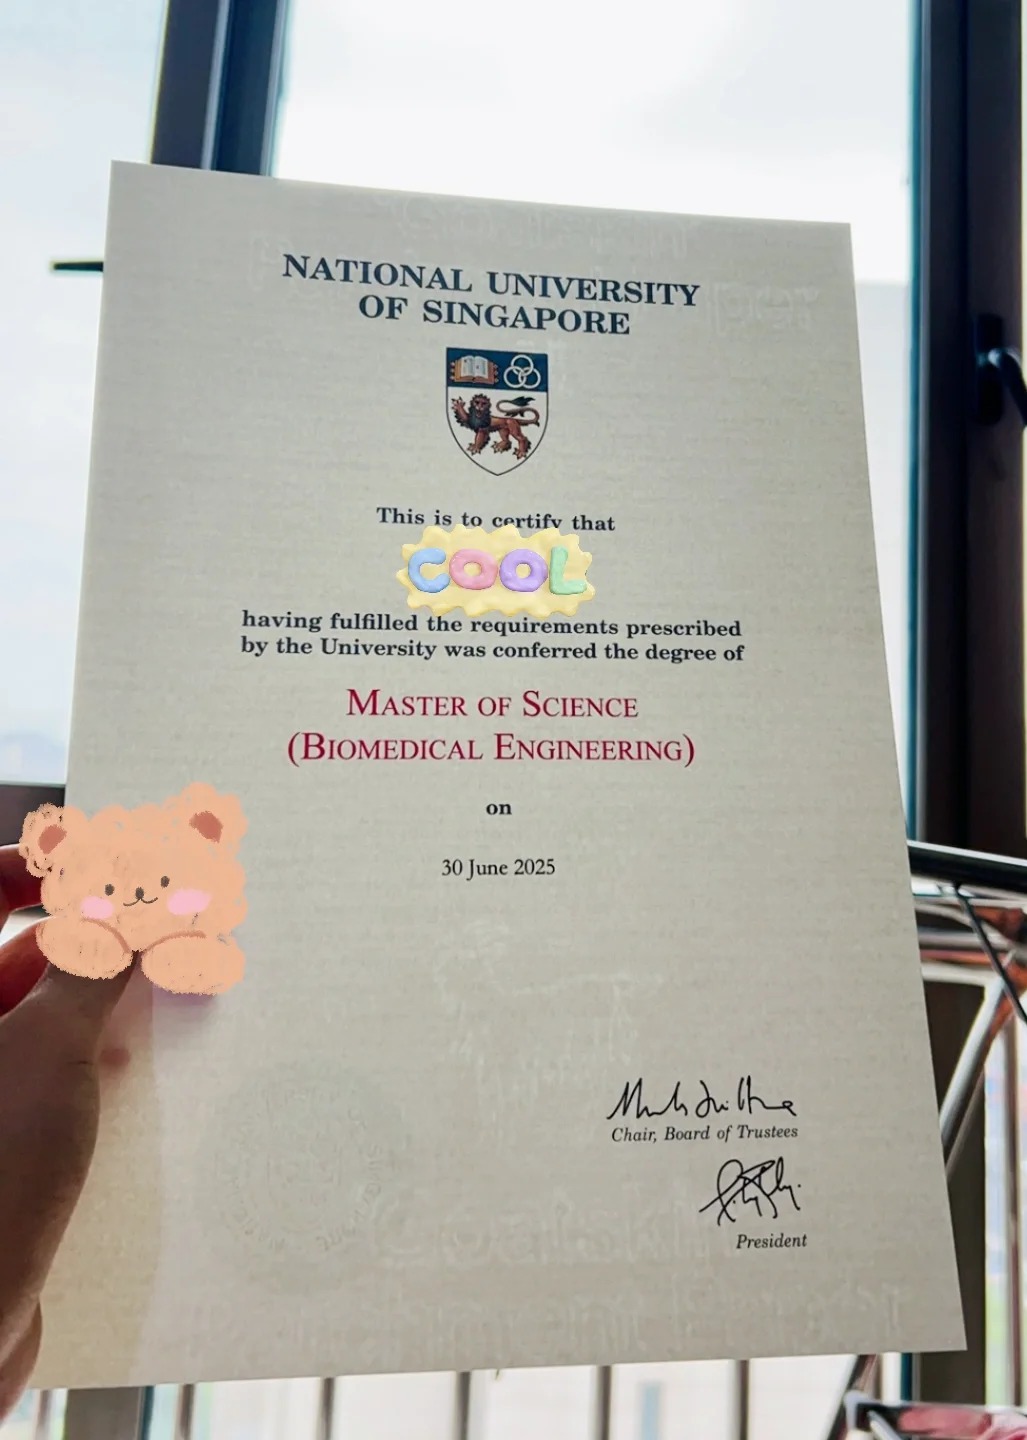 NATIONAL UNIVERSITY
OF SINGAPORE
This is to certify that
COOL
having fulfilled the requirements prescribed
by the University was conferred the degree of
MASTER OF SCIENCE
(BIOMEDICAL ENGINEERING)
on
30 June 2025
Chair, Board of Trustees
President